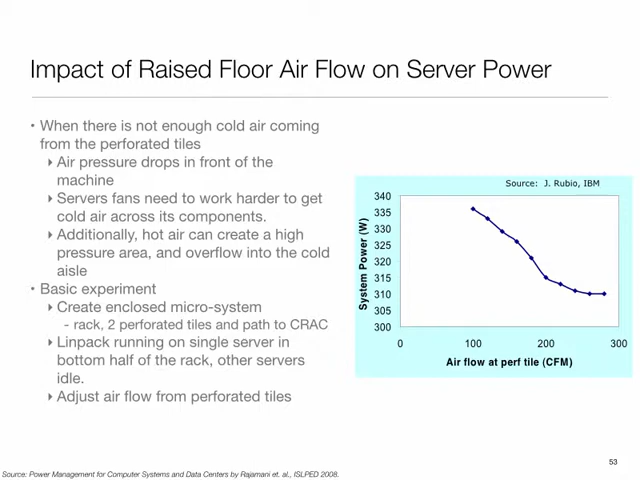 Impact of Raised Floor Air Flow on Server Power
• When there is not enough cold air coming
from the perforated tiles
Air pressure drops in front of the
machine
Servers fans need to work harder to get
cold air across its components.
Additionally, hot air can create a high
pressure area, and overflow into the cold
aisle
• Basic experiment
Create enclosed micro-system
- rack, 2 perforated tiles and path to CRAC
Linpack running on single server in
bottom half of the rack, other servers
idle.
Adjust air flow from perforated tiles
Source: J. Rubio, IBM
System Power (W)
340
335
330
325
320
315
310
305
300
0 100 200 300
Air flow at perf tile (CFM)
53
Source: Power Management for Computer Systems and Data Centers by Rajamani et. al., ISLPED 2008.